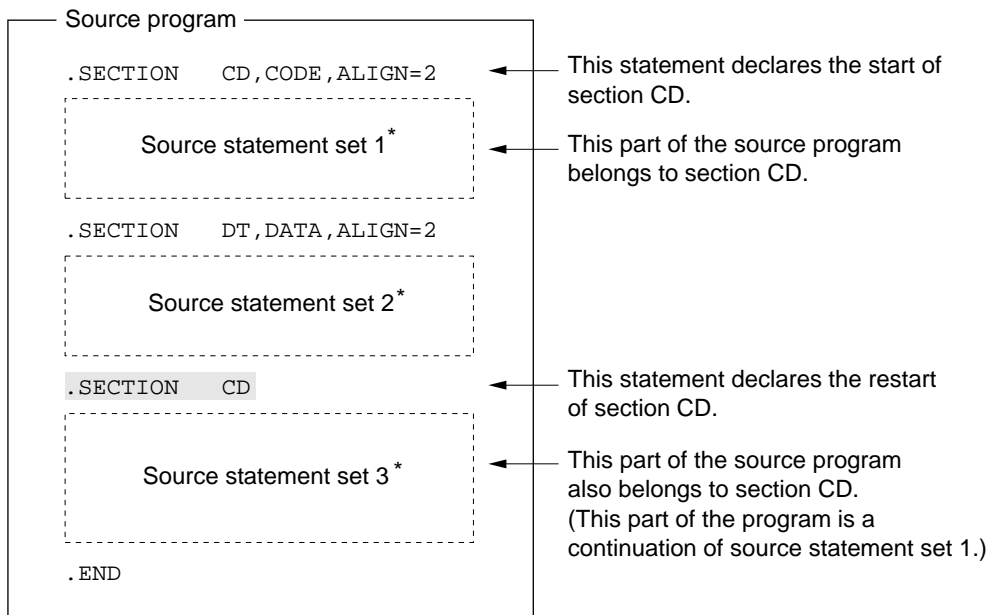 Source program
.SECTION CD,CODE,ALIGN=2
This statement declares the start of
section CD.
Source statement set 1*
This part of the source program
belongs to section CD.
.SECTION DT,DATA,ALIGN=2
Source statement set 2*
.SECTION CD
This statement declares the restart
of section CD.
Source statement set 3*
This part of the source program
also belongs to section CD.
(This part of the program is a
continuation of source statement set 1.)
.END